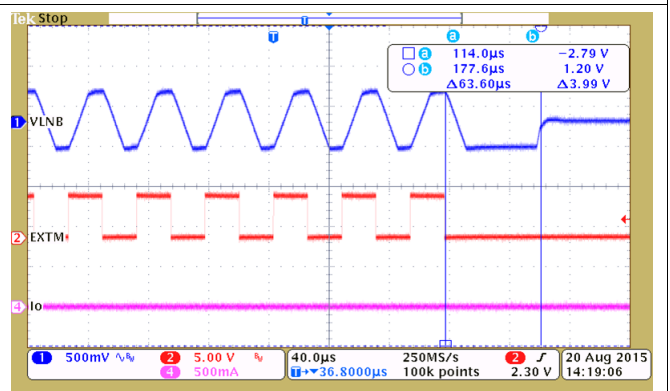 Tek Stop
T
T
a b
a 114.0µs −2.79 V
b 177.6µs 1.20 V
Δ63.60µs Δ3.99 V
1 VLNB
2 EXTM
4 Io
1 500mV ∿ BW 2 5.00 V BW 40.0µs 250MS/s 2 ʃ 20 Aug 2015
4 500mA T→▼36.8000µs 100k points 2.30 V 14:19:06